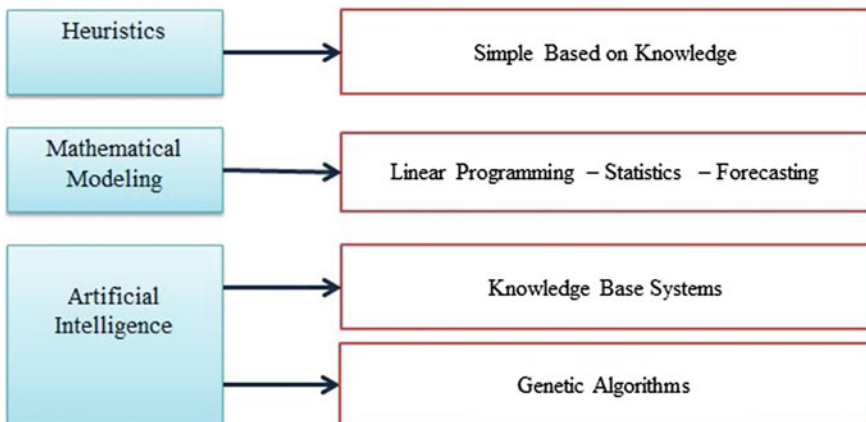 Heuristics
Simple Based on Knowledge
Mathematical
Modeling
Linear Programming – Statistics – Forecasting
Artificial
Intelligence
Knowledge Base Systems
Genetic Algorithms